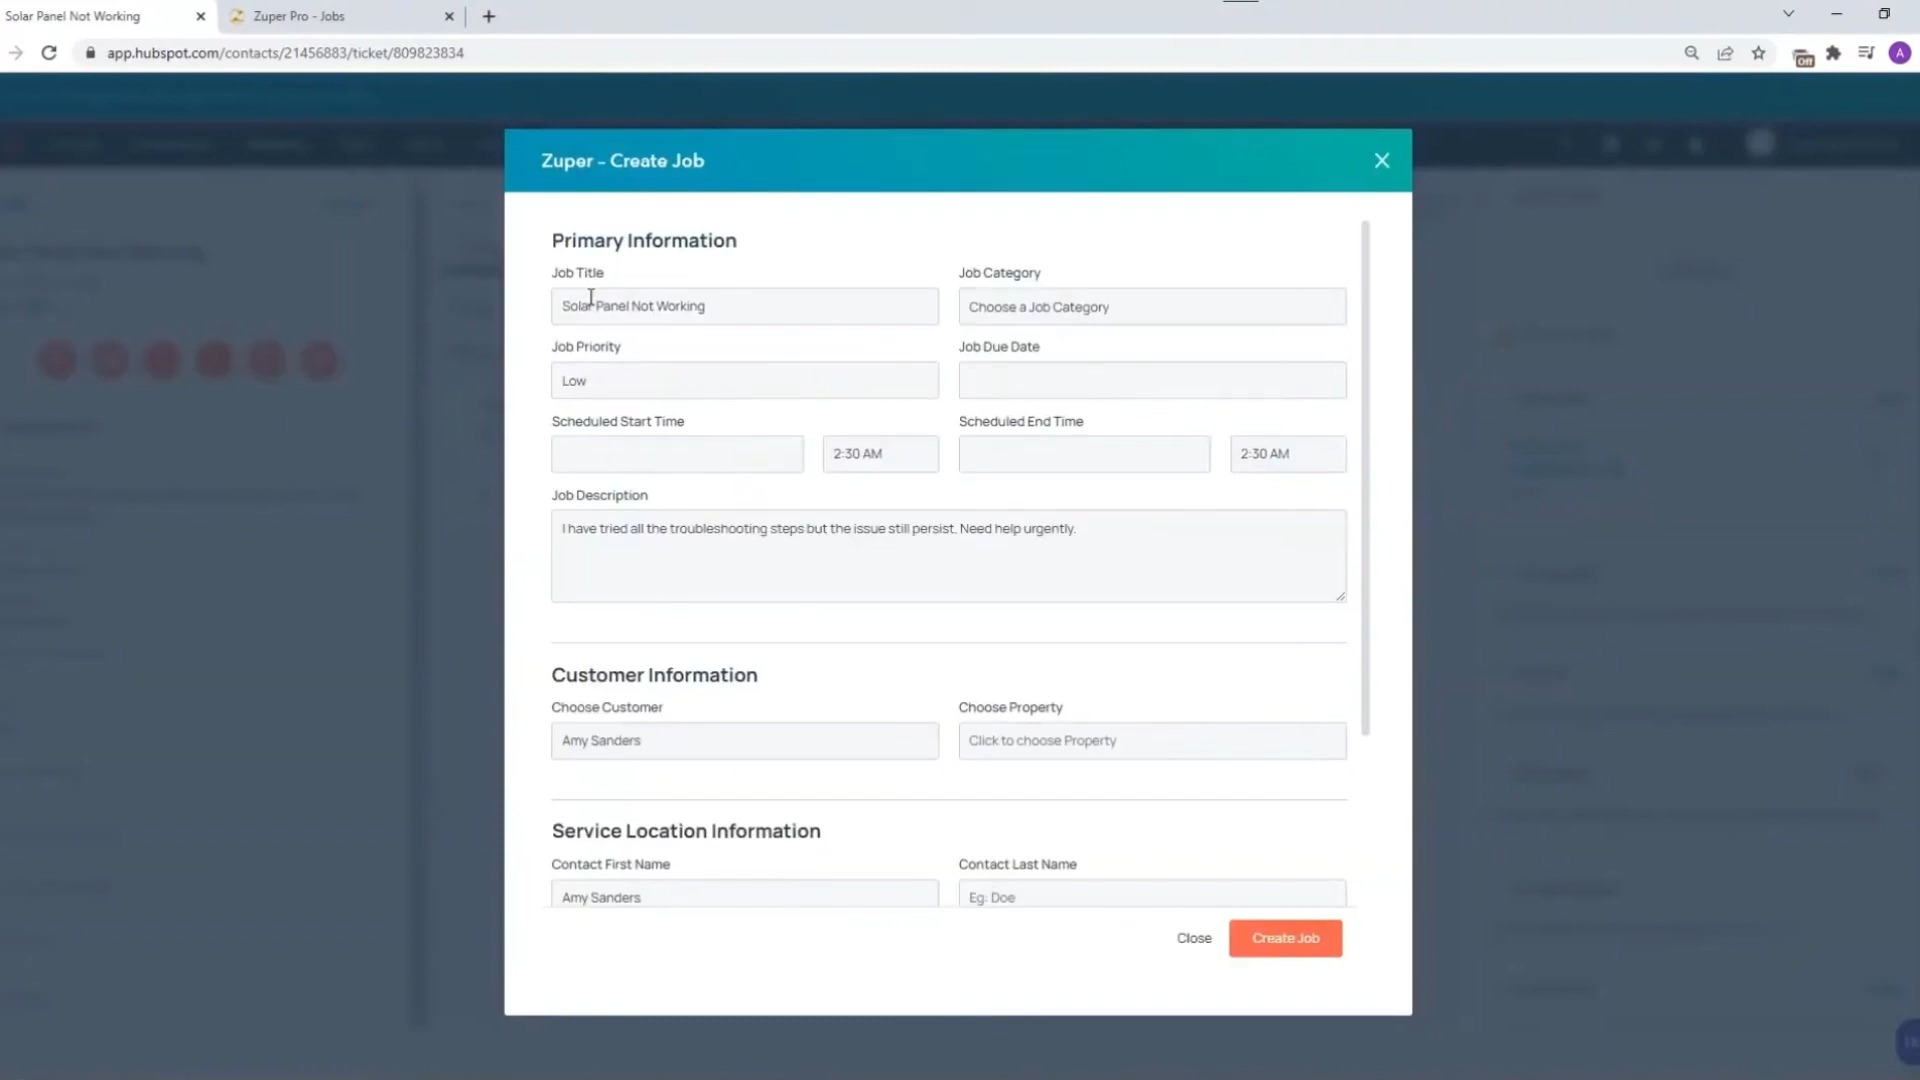 Solar Panel Not Working
Zuper Pro - Jobs
app.hubspot.com/contacts/21456883/ticket/809823834
Off
A
Zuper - Create Job
Primary Information
Job Title
Job Category
Solar Panel Not Working
Choose a Job Category
Job Priority
Job Due Date
Low
Scheduled Start Time
Scheduled End Time
2:30 AM
2:30 AM
Job Description
I have tried all the troubleshooting steps but the issue still persist. Need help urgently.
Customer Information
Choose Customer
Choose Property
Amy Sanders
Click to choose Property
Service Location Information
Contact First Name
Contact Last Name
Amy Sanders
Eg: Doe
Close
Create Job